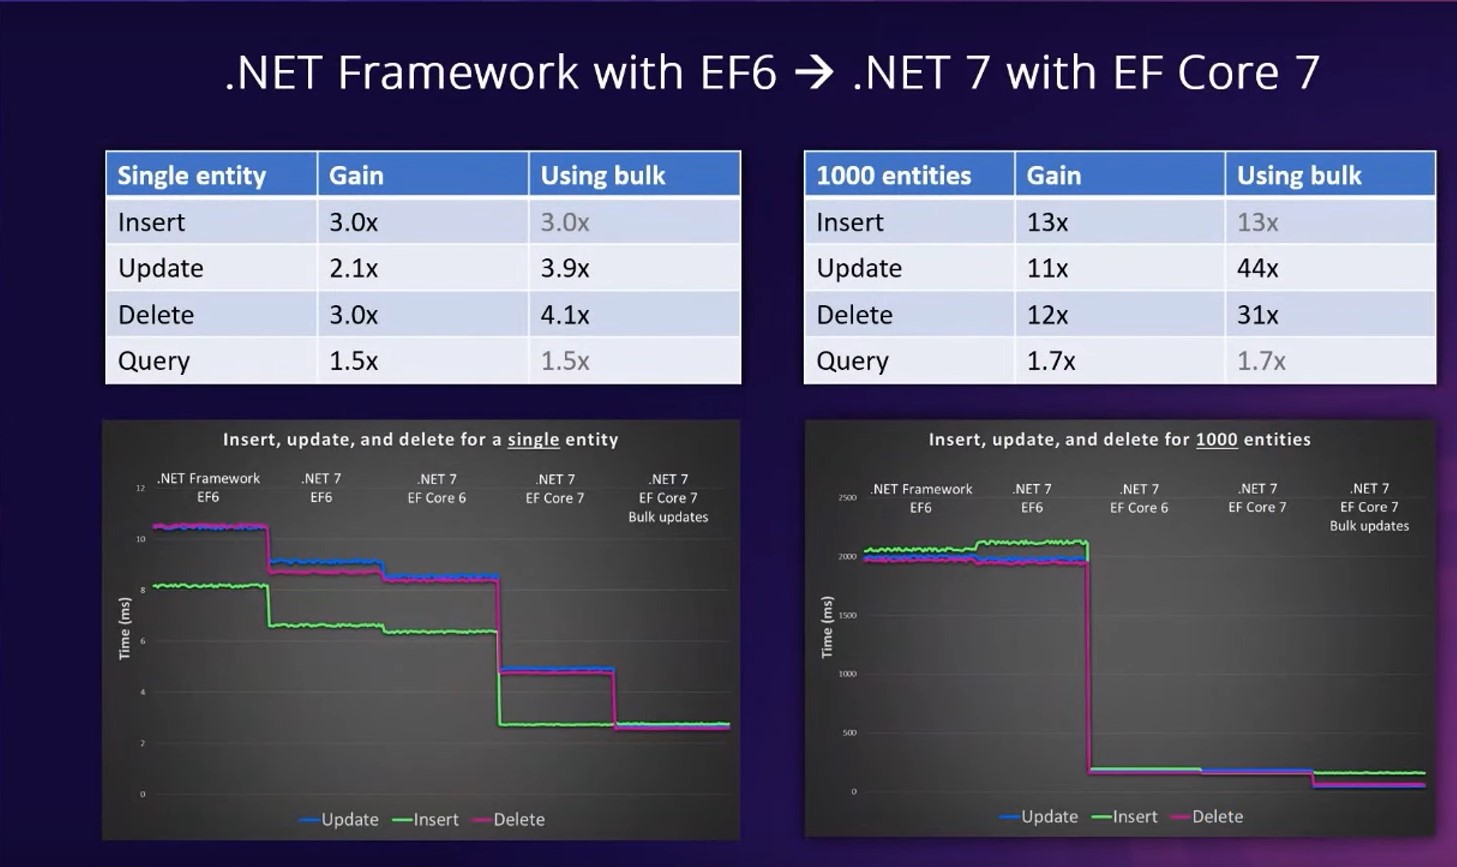 .NET Framework with EF6 → .NET 7 with EF Core 7
Single entity Gain Using bulk
Insert 3.0x 3.0x
Update 2.1x 3.9x
Delete 3.0x 4.1x
Query 1.5x 1.5x
1000 entities Gain Using bulk
Insert 13x 13x
Update 11x 44x
Delete 12x 31x
Query 1.7x 1.7x
Insert, update, and delete for a single entity
.NET Framework EF6
.NET 7 EF6
.NET 7 EF Core 6
.NET 7 EF Core 7
.NET 7 EF Core 7 Bulk updates
12
10
8
6
4
2
0
Time (ms)
Update Insert Delete
Insert, update, and delete for 1000 entities
.NET Framework EF6
.NET 7 EF6
.NET 7 EF Core 6
.NET 7 EF Core 7
.NET 7 EF Core 7 Bulk updates
2500
2000
1500
1000
500
0
Time (ms)
Update Insert Delete